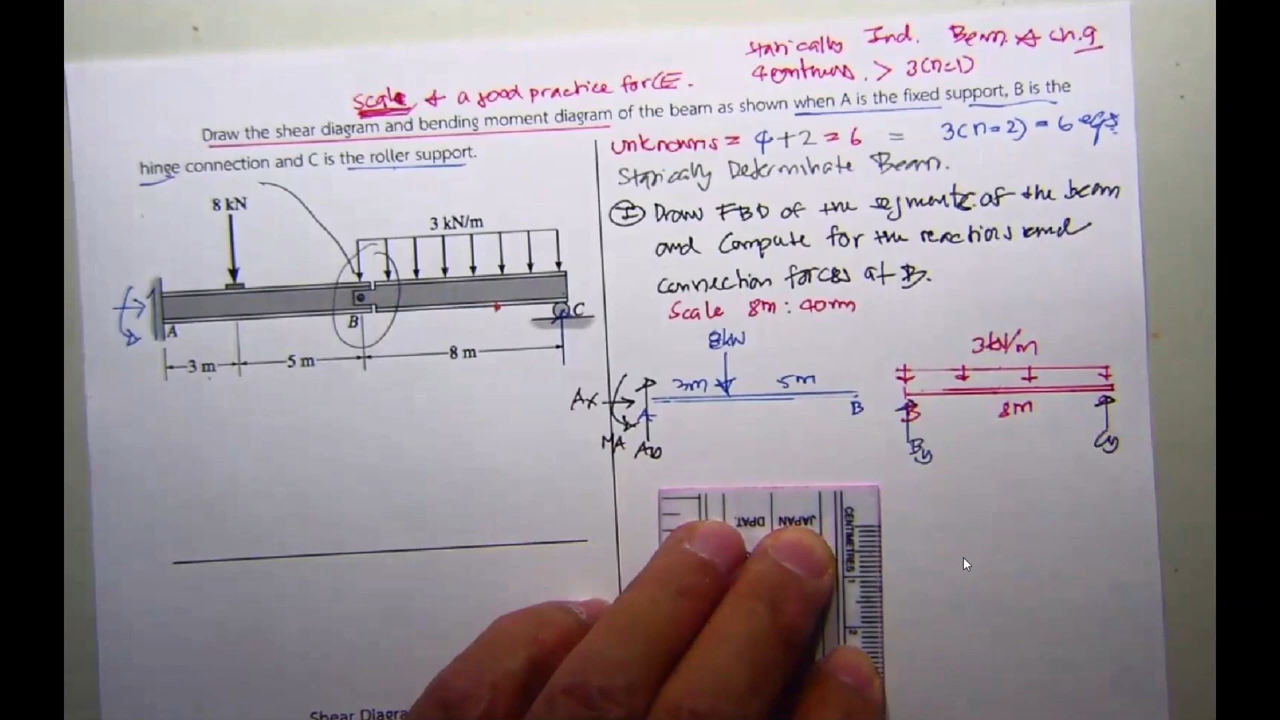 Statically Ind. Beam ch.9
4 > 3(n=1)
scale & a good practice for CE.
Draw the shear diagram and bending moment diagram of the beam as shown when A is the fixed support, B is the
hinge connection and C is the roller support.
unknowns = 4+2 = 6 = 3(n=2) = 6 eqs
Statically Determinate Beam.
I Draw FBD of the segments of the beam
and compute for the reactions and
connection forces at B.
Scale 8m : 40mm
8 kN
3 kN/m
A
B
C
3 m
5 m
8 m
8kN
3m
5m
Ax
A
B
MA
3kN/m
B
8m
By
Cy
JAPAN
DPAT.
CENTIMETRES
1
2
Shear Diagra